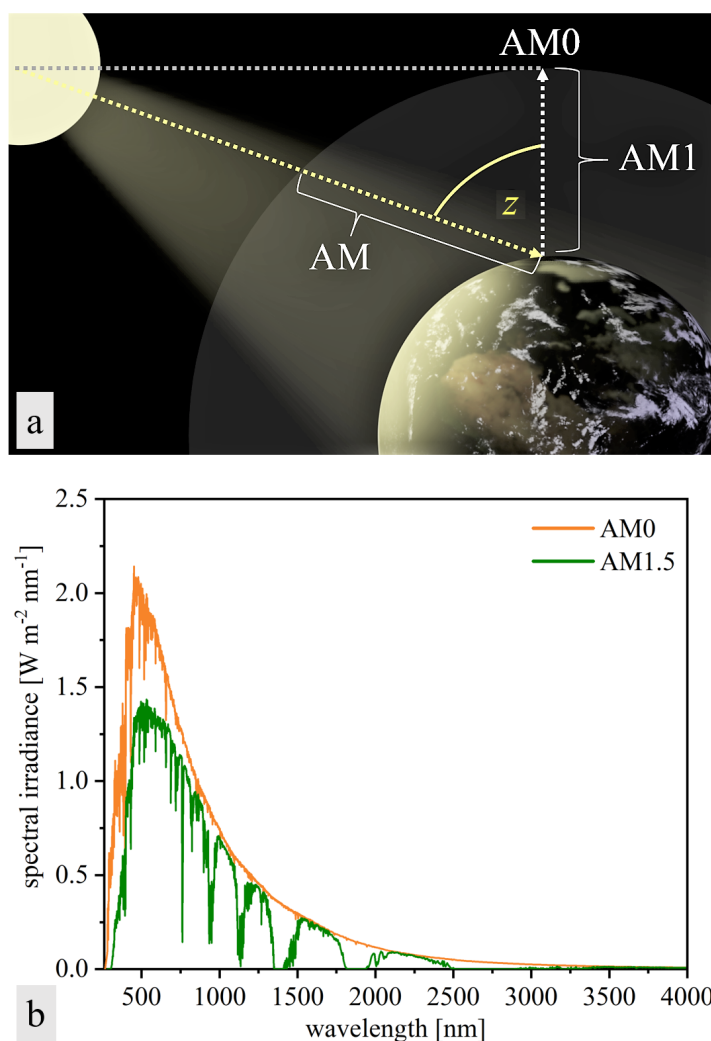 AM0
AM1
z
AM
a
2.5
AM0
AM1.5
2.0
1.5
1.0
0.5
0.0
spectral irradiance [W m⁻² nm⁻¹]
500 1000 1500 2000 2500 3000 3500 4000
wavelength [nm]
b